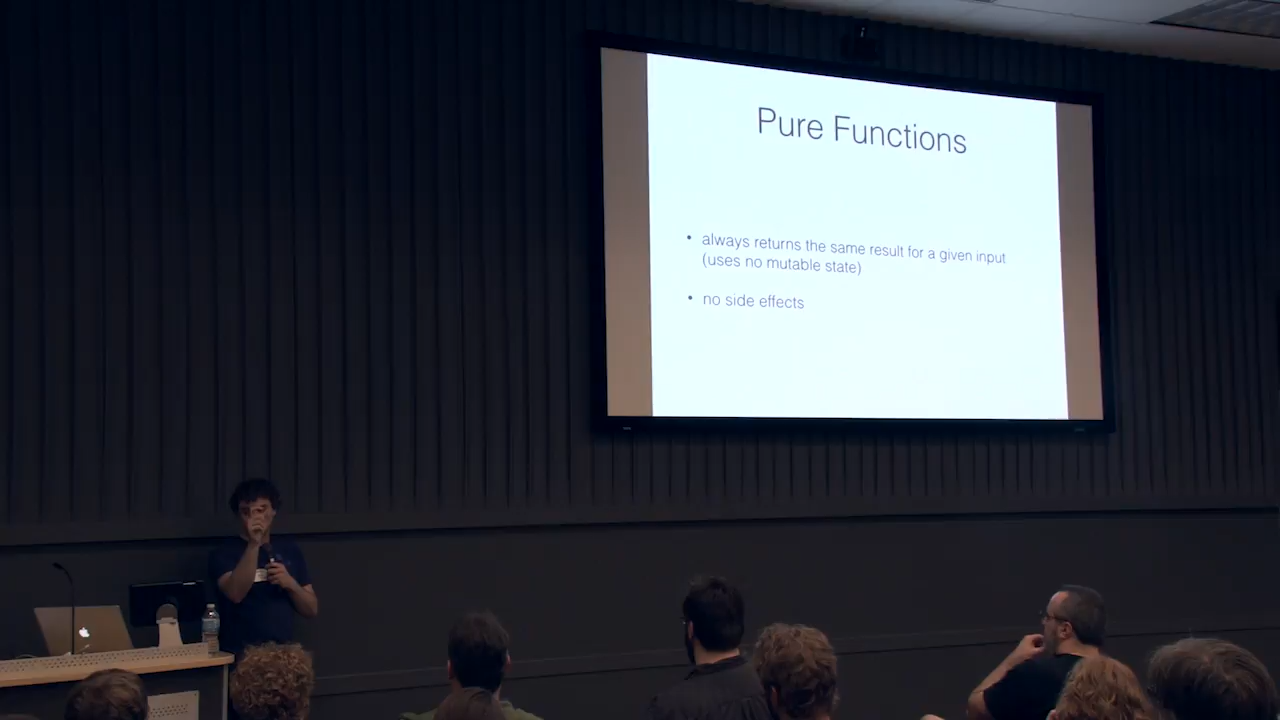 Pure Functions
• always returns the same result for a given input
(uses no mutable state)
• no side effects